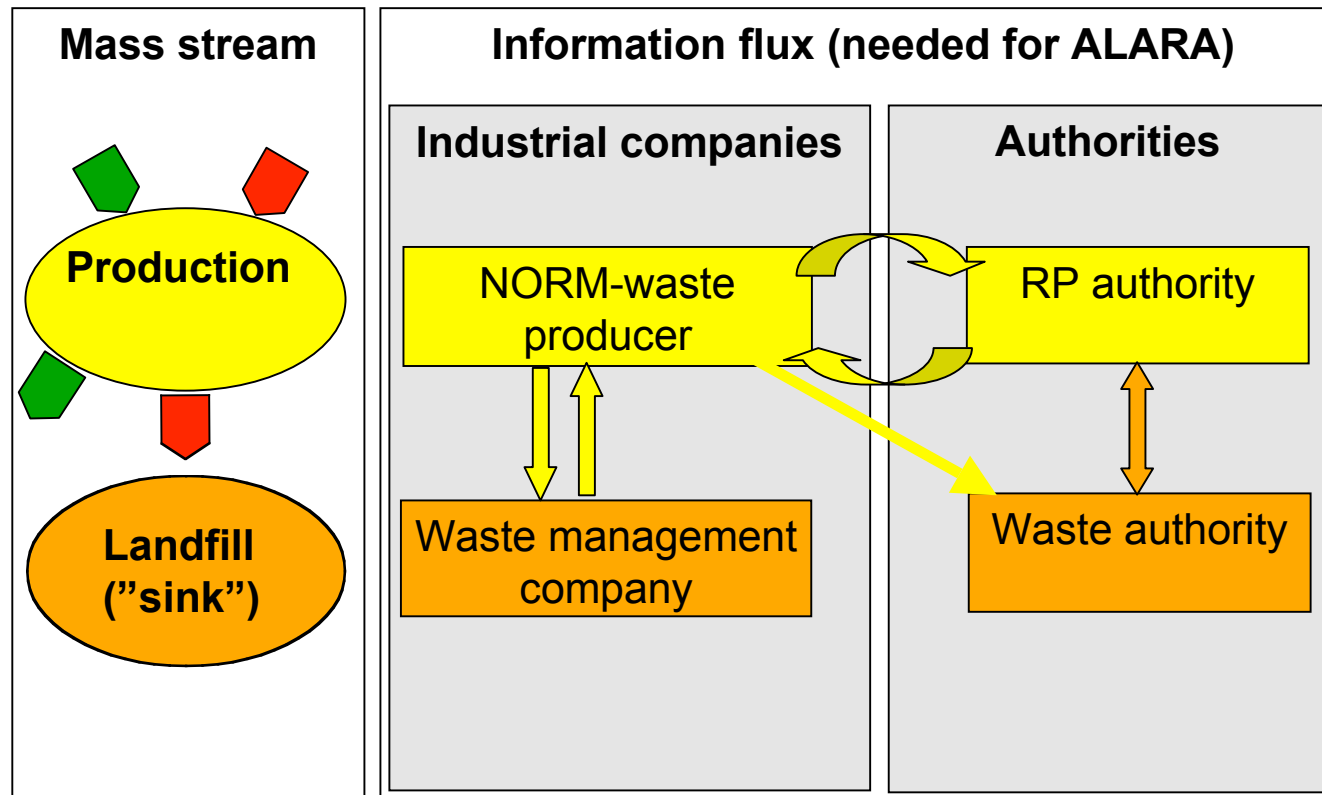 Mass stream
Information flux (needed for ALARA)
Industrial companies
Authorities
Production
NORM-waste
producer
RP authority
Landfill
(”sink”)
Waste management
company
Waste authority